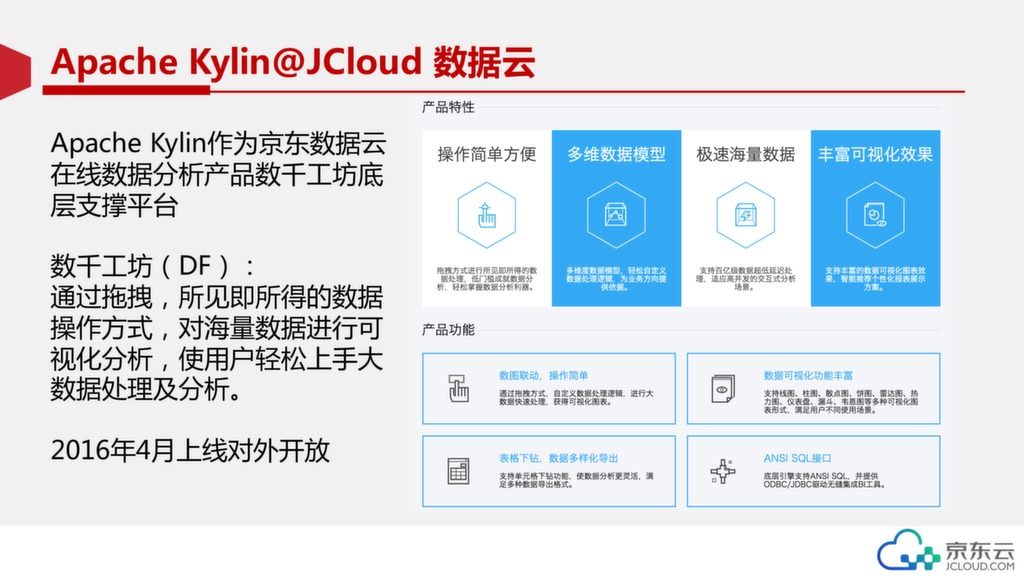 Apache Kylin@JCloud 数据云
Apache Kylin作为京东数据云
在线数据分析产品数千工坊底
层支撑平台
数千工坊（DF）：
通过拖拽，所见即所得的数据
操作方式，对海量数据进行可
视化分析，使用户轻松上手大
数据处理及分析。
2016年4月上线对外开放
产品特性
操作简单方便
拖拽方式进行所见即所得的数
据处理，低门槛成就数据分
析，轻松掌握数据分析利器。
多维数据模型
多维度数据模型，轻松自定义
数据处理逻辑，为业务方向提
供依据。
极速海量数据
支持百亿级数据超低延迟处
理，适应高并发的交互式分析
场景。
丰富可视化效果
支持丰富的数据可视化图表效
果，智能推荐个性化报表展示
方案。
产品功能
数图联动，操作简单
通过拖拽方式，自定义数据处理逻辑，进行大
数据快速处理，获得可视化图表。
数据可视化功能丰富
支持线图、柱图、散点图、饼图、雷达图、热
力图、仪表盘、漏斗、韦恩图等多种可视化图
表形式，满足用户不同使用场景。
表格下钻，数据多样化导出
支持单元格下钻功能，使数据分析更灵活，满
足多种数据导出格式。
ANSI SQL接口
底层引擎支持ANSI SQL，并提供
ODBC/JDBC驱动无缝集成BI工具。
京东云
JCLOUD.COM